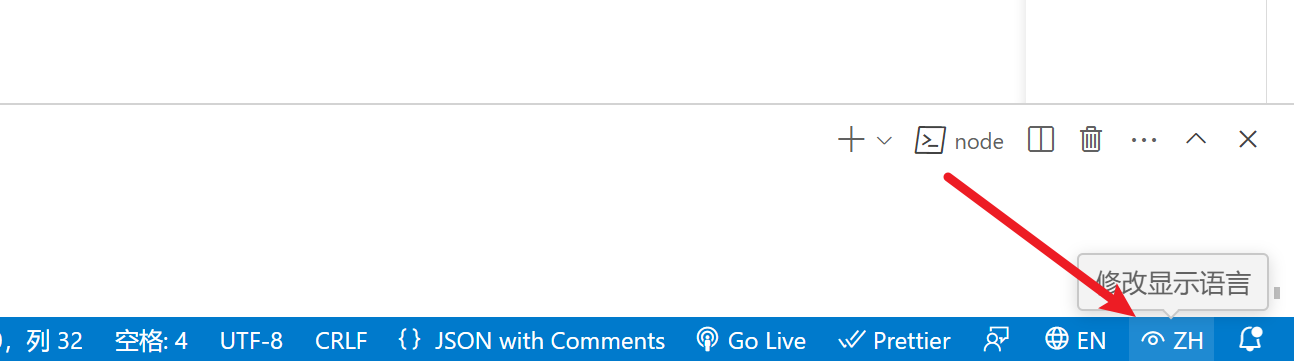 node
修改显示语言
, 列 32 空格: 4 UTF-8 CRLF {} JSON with Comments Go Live Prettier EN ZH